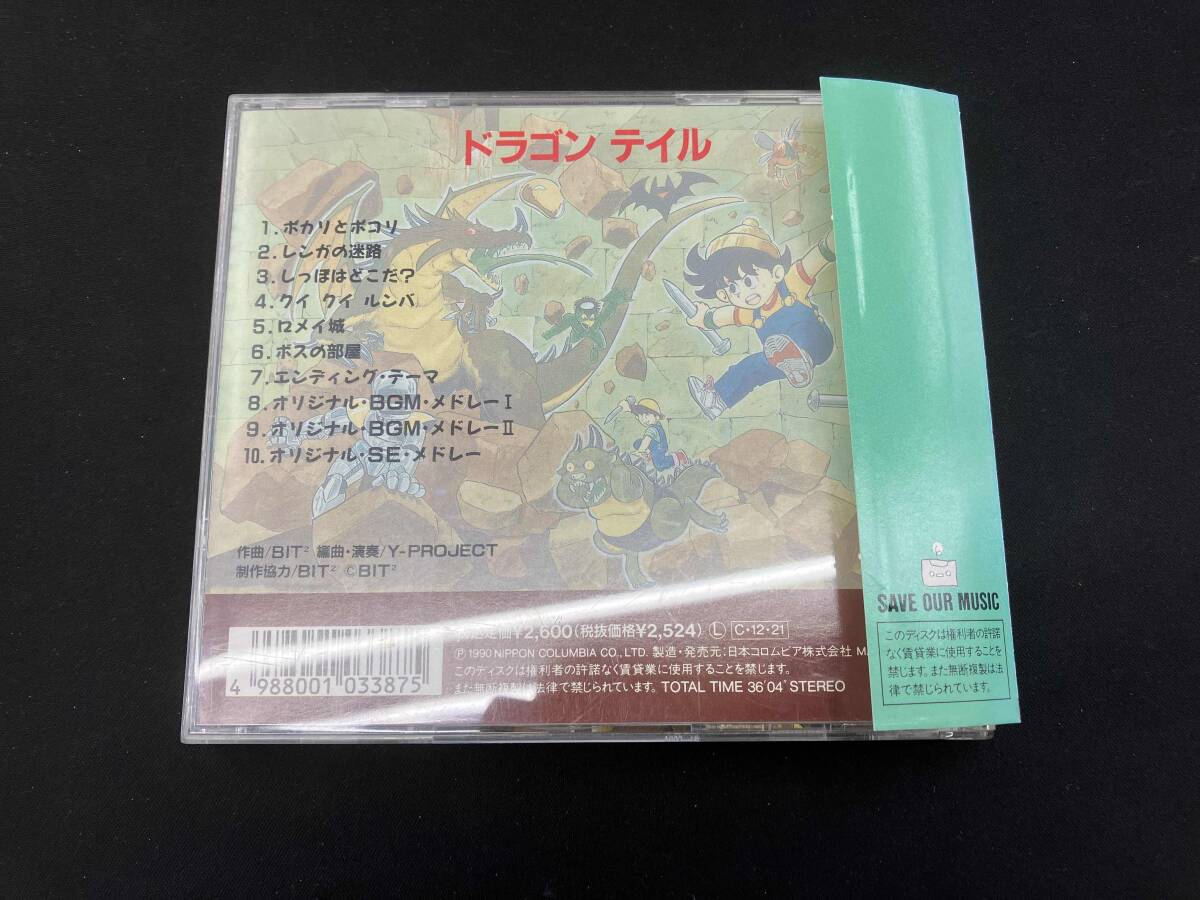 ドラゴン テイル
1. ポカリとポコリ
2. レンガの迷路
3. しっぽはどこだ?
4. クイ クイ ルンバ
5. ロメイ城
6. ボスの部屋
7. エンディング・テーマ
8. オリジナル・BGM・メドレーⅠ
9. オリジナル・BGM・メドレーⅡ
10. オリジナル・SE・メドレー
作曲/BIT² 編曲・演奏/Y-PROJECT
制作協力/BIT² ©BIT²
定価¥2,600(税抜価格¥2,524) Ⓛ C・12・21
Ⓟ 1990 NIPPON COLUMBIA CO., LTD. 製造・発売元:日本コロムビア株式会社
このディスクは権利者の許諾なく賃貸業に使用することを禁じます。
また無断複製は法律で禁じられています。 TOTAL TIME 36'04" STEREO
4 988001 033875
SAVE OUR MUSIC
このディスクは権利者の許諾
なく賃貸業に使用することを
禁じます。また無断複製は法
律で禁じられています。